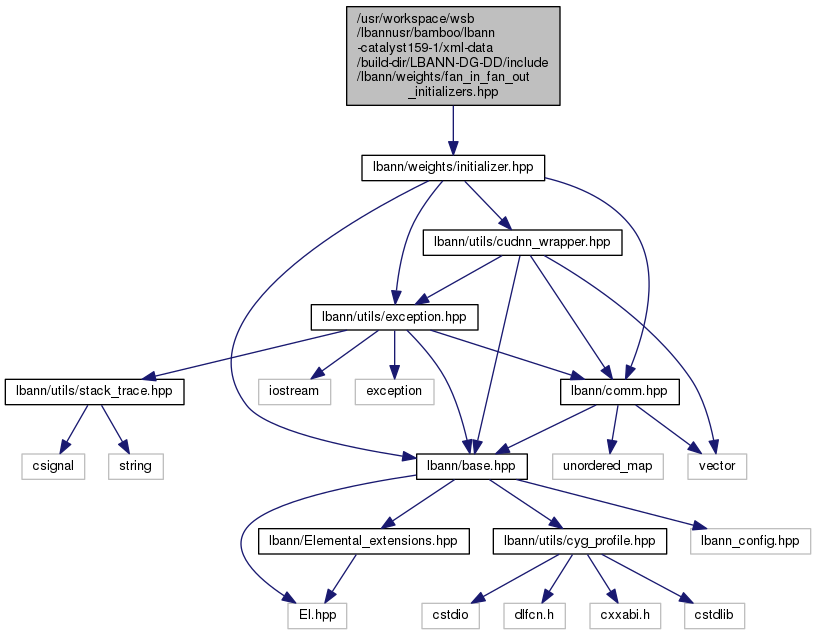 /usr/workspace/wsb
/lbannusr/bamboo/lbann
-catalyst159-1/xml-data
/build-dir/LBANN-DG-DD/include
/lbann/weights/fan_in_fan_out
_initializers.hpp
lbann/weights/initializer.hpp
lbann/utils/cudnn_wrapper.hpp
lbann/utils/exception.hpp
lbann/utils/stack_trace.hpp
iostream
exception
lbann/comm.hpp
csignal
string
lbann/base.hpp
unordered_map
vector
lbann/Elemental_extensions.hpp
lbann/utils/cyg_profile.hpp
lbann_config.hpp
El.hpp
cstdio
dlfcn.h
cxxabi.h
cstdlib